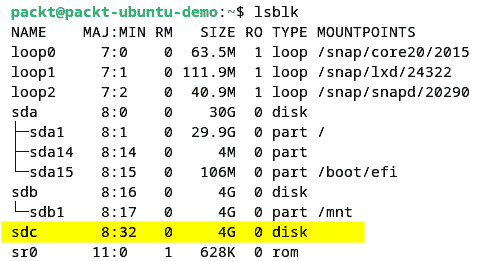 packt@packt-ubuntu-demo:~$ lsblk
NAME    MAJ:MIN RM   SIZE RO TYPE MOUNTPOINTS
loop0     7:0    0  63.5M  1 loop /snap/core20/2015
loop1     7:1    0 111.9M  1 loop /snap/lxd/24322
loop2     7:2    0  40.9M  1 loop /snap/snapd/20290
sda       8:0    0    30G  0 disk
├─sda1    8:1    0  29.9G  0 part /
├─sda14   8:14   0     4M  0 part
└─sda15   8:15   0   106M  0 part /boot/efi
sdb       8:16   0     4G  0 disk
└─sdb1    8:17   0     4G  0 part /mnt
sdc       8:32   0     4G  0 disk
sr0      11:0    1   628K  0 rom